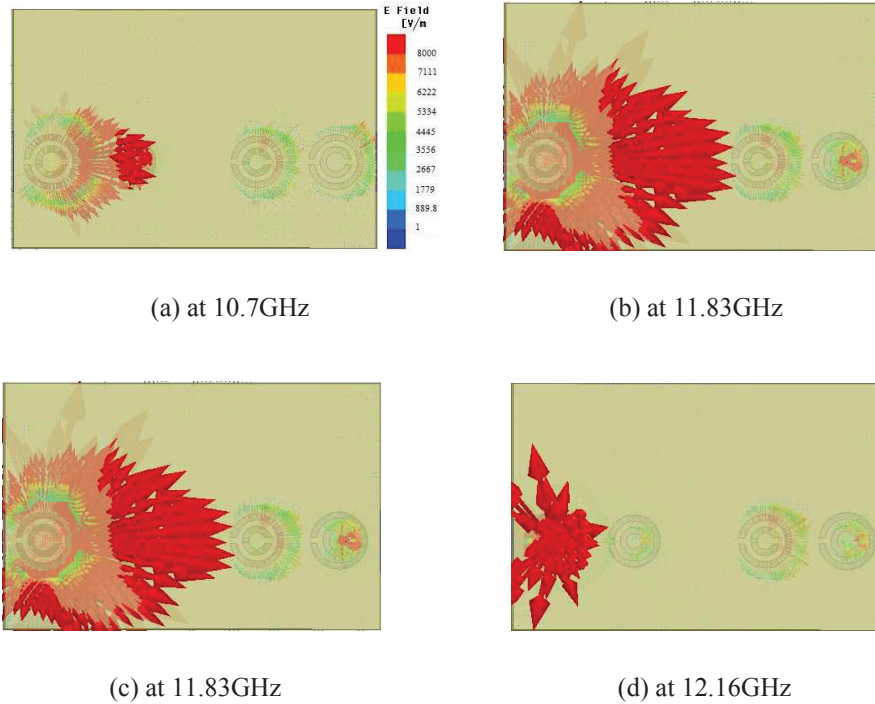 E Field
[V/m
8000
7111
6222
5334
4445
3556
2667
1779
889.8
1
(a) at 10.7GHz
(b) at 11.83GHz
(c) at 11.83GHz
(d) at 12.16GHz